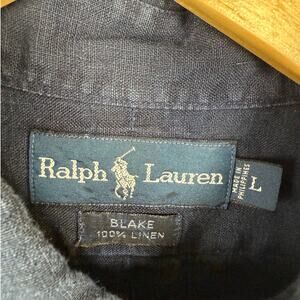 Ralph Lauren
MADE IN
PHILIPPINES
L
BLAKE
100% LINEN